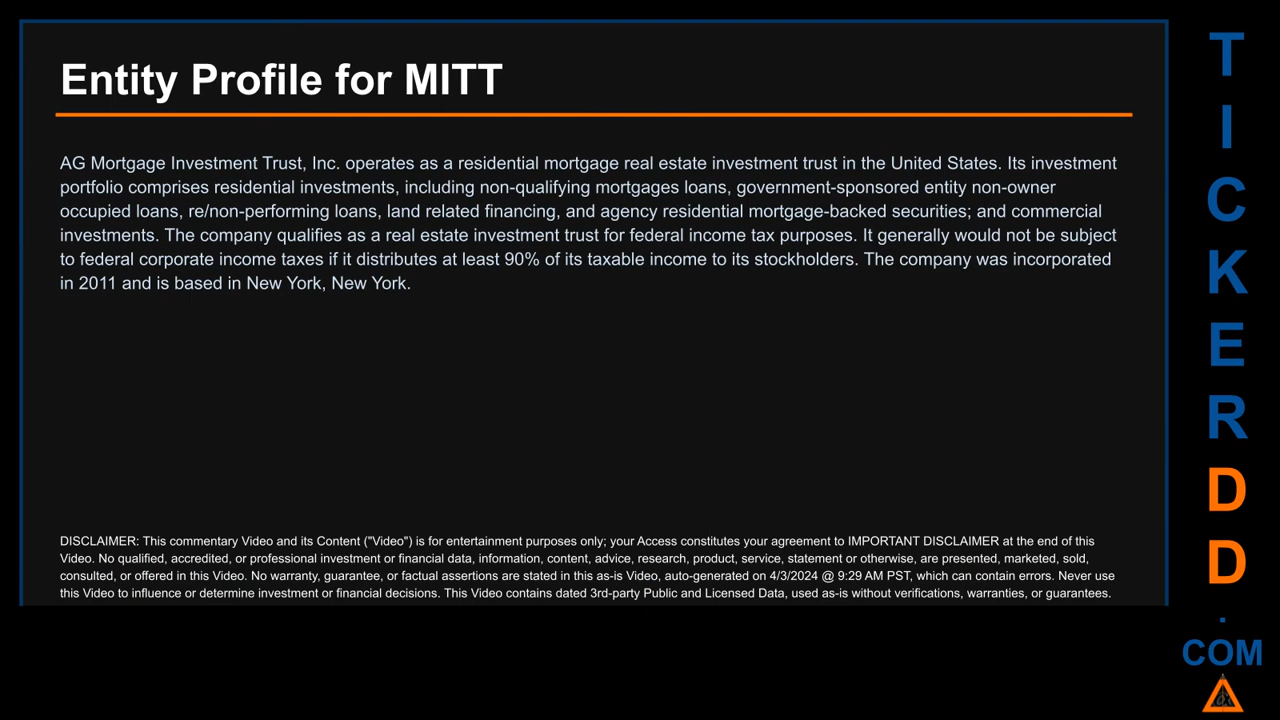 Entity Profile for MITT
AG Mortgage Investment Trust, Inc. operates as a residential mortgage real estate investment trust in the United States. Its investment
portfolio comprises residential investments, including non-qualifying mortgages loans, government-sponsored entity non-owner
occupied loans, re/non-performing loans, land related financing, and agency residential mortgage-backed securities; and commercial
investments. The company qualifies as a real estate investment trust for federal income tax purposes. It generally would not be subject
to federal corporate income taxes if it distributes at least 90% of its taxable income to its stockholders. The company was incorporated
in 2011 and is based in New York, New York.
DISCLAIMER: This commentary Video and its Content ("Video") is for entertainment purposes only; your Access constitutes your agreement to IMPORTANT DISCLAIMER at the end of this
Video. No qualified, accredited, or professional investment or financial data, information, content, advice, research, product, service, statement or otherwise, are presented, marketed, sold,
consulted, or offered in this Video. No warranty, guarantee, or factual assertions are stated in this as-is Video, auto-generated on 4/3/2024 @ 9:29 AM PST, which can contain errors. Never use
this Video to influence or determine investment or financial decisions. This Video contains dated 3rd-party Public and Licensed Data, used as-is without verifications, warranties, or guarantees.
T
I
C
K
E
R
D
D
.
COM